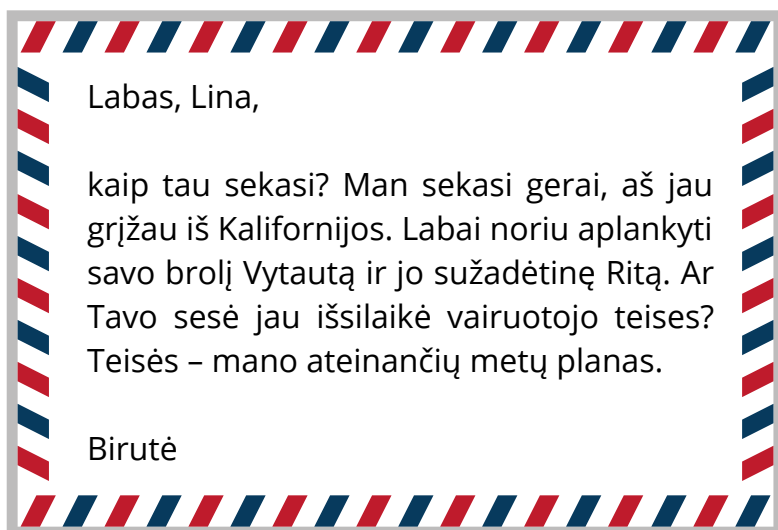 Labas, Lina,
kaip tau sekasi? Man sekasi gerai, aš jau
grįžau iš Kalifornijos. Labai noriu aplankyti
savo brolį Vytautą ir jo sužadėtinę Ritą. Ar
Tavo sesė jau išsilaikė vairuotojo teises?
Teisės – mano ateinančių metų planas.
Birutė